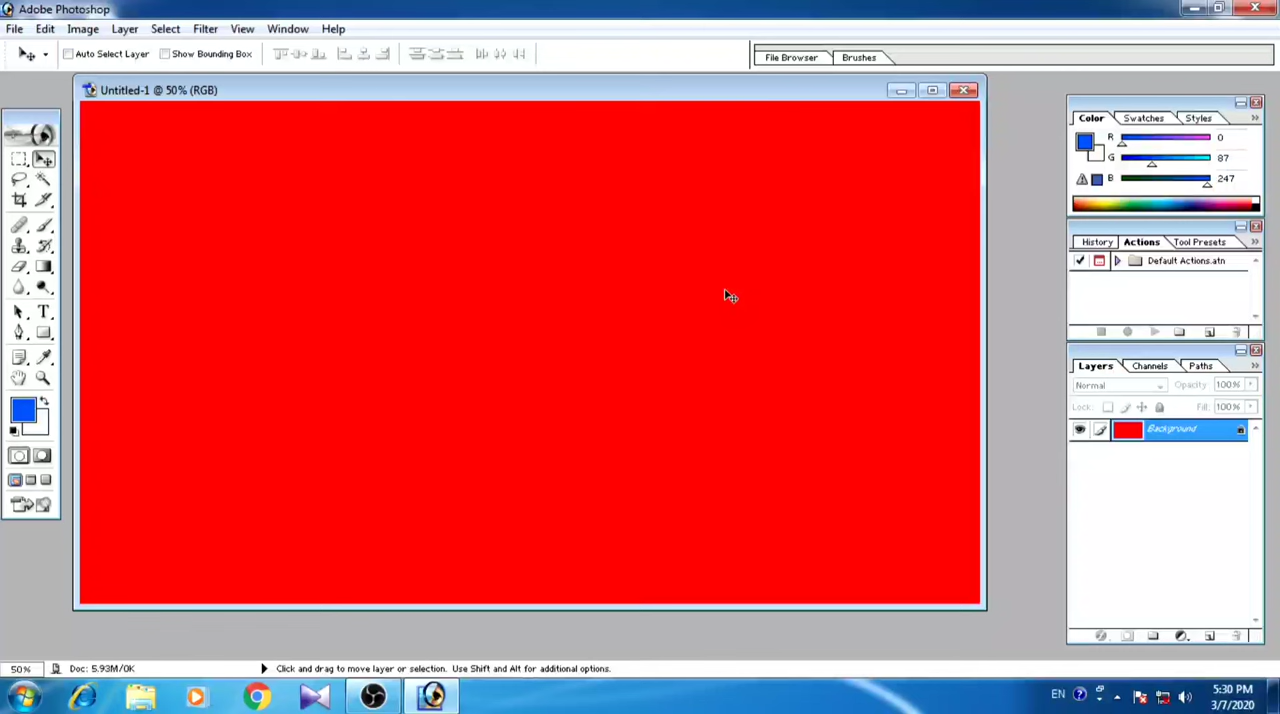 Adobe Photoshop
File Edit Image Layer Select Filter View Window Help
Auto Select Layer Show Bounding Box File Browser Brushes
Untitled-1 @ 50% (RGB)
Color Swatches Styles
R 0
G 87
B 247
History Actions Tool Presets
Default Actions.atn
Layers Channels Paths
Normal Opacity: 100%
Lock: Fill: 100%
Background
T
50% Doc: 5.93M/0K Click and drag to move layer or selection. Use Shift and Alt for additional options.
EN 5:30 PM
3/7/2020